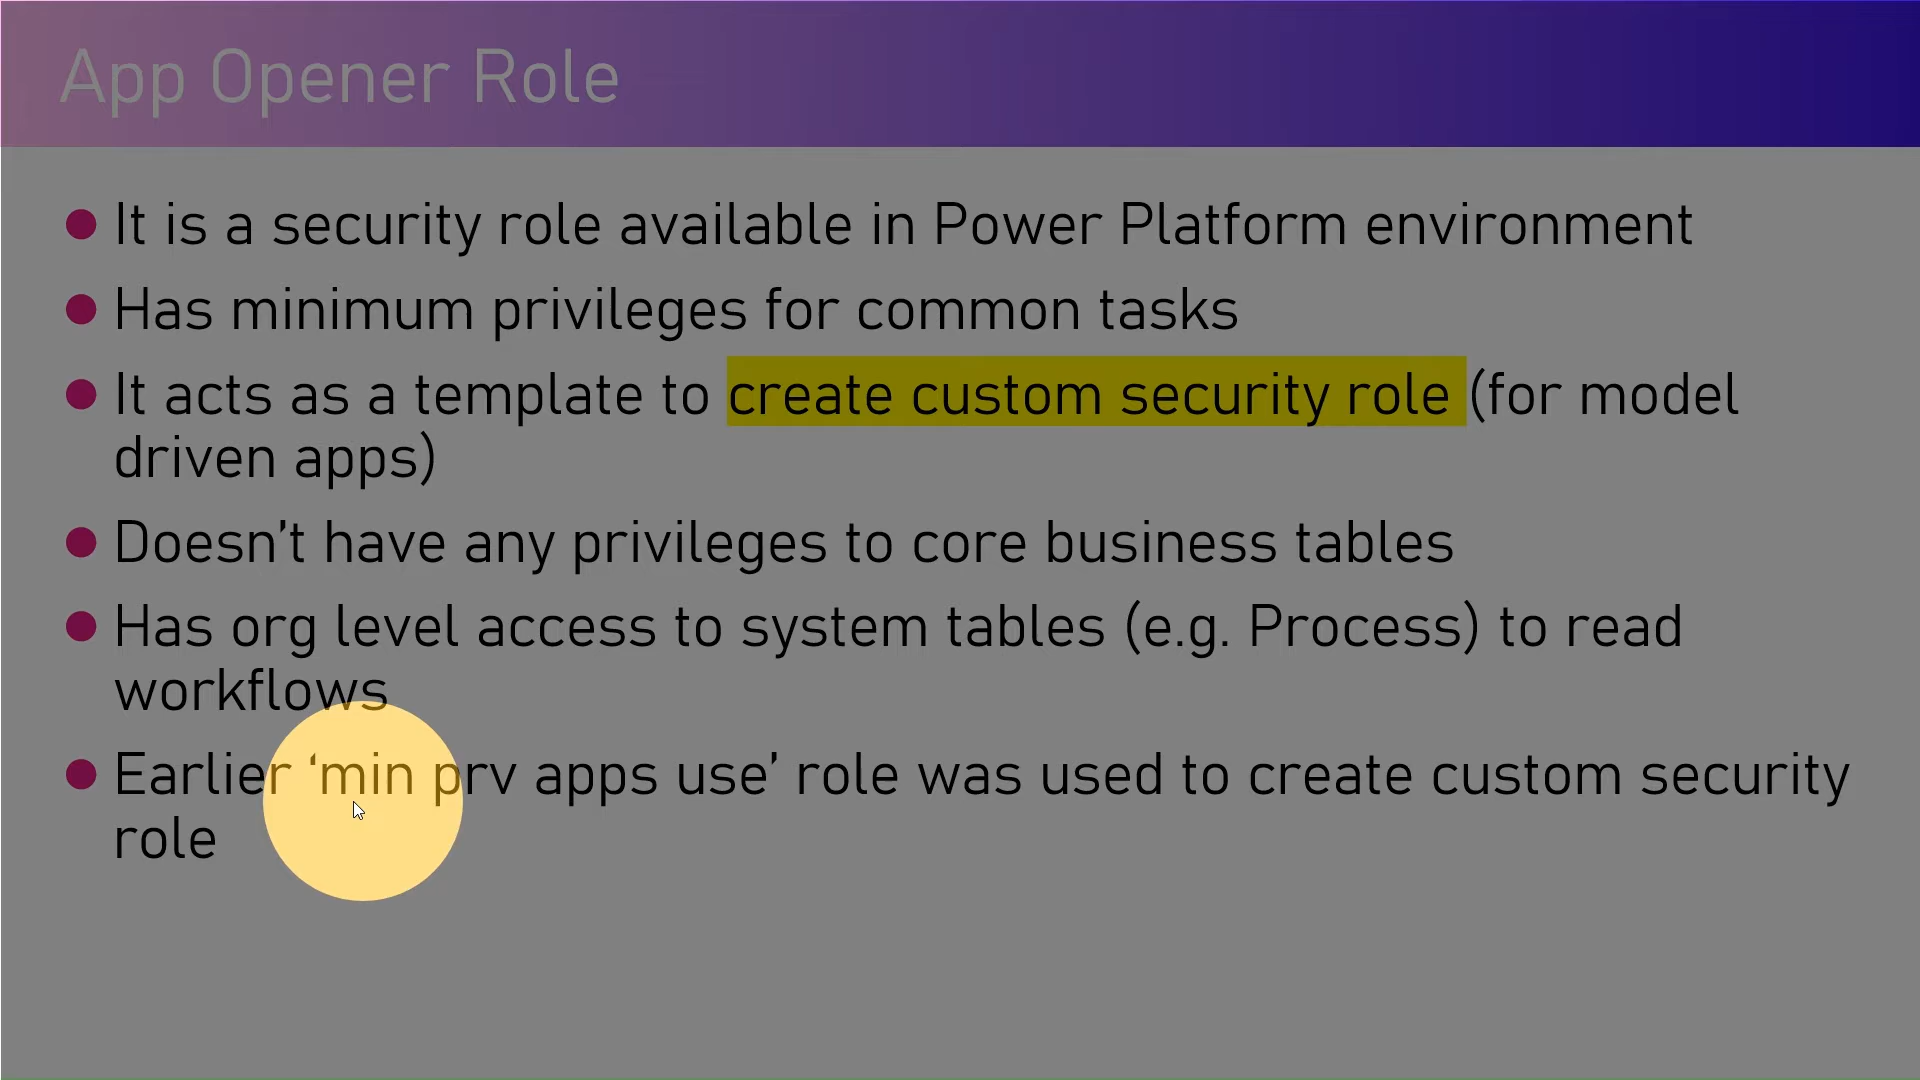 App Opener Role
It is a security role available in Power Platform environment
Has minimum privileges for common tasks
It acts as a template to create custom security role (for model
driven apps)
Doesn't have any privileges to core business tables
Has org level access to system tables (e.g. Process) to read
workflows
Earlier ‘min prv apps use’ role was used to create custom security
role